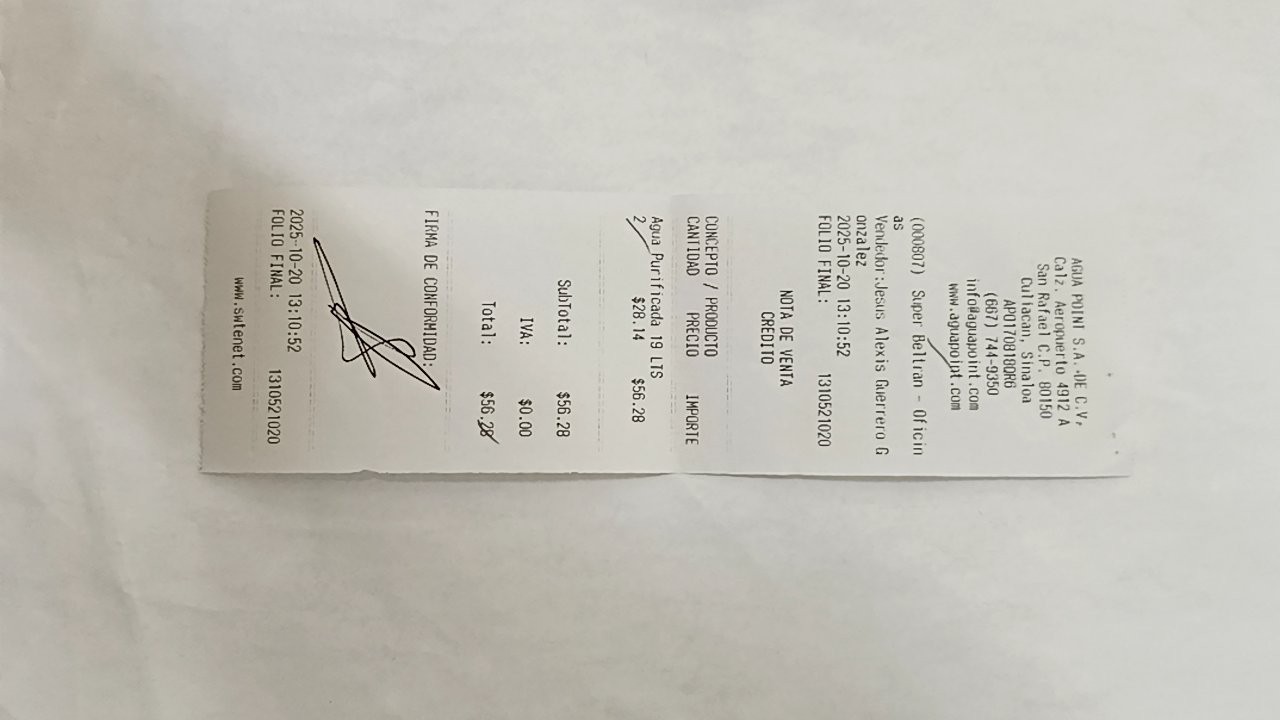 AGUA POINT S.A. DE C.V.
Calz. Aeropuerto 4912 A
San Rafael C.P. 80150
Culiacan, Sinaloa
APO170818QR6
(667) 744-9350
info@aguapoint.com
www.aguapoint.com
(000807) Super Beltran - Oficin
as
Vendedor:Jesus Alexis Guerrero G
onzalez
2025-10-20 13:10:52
FOLIO FINAL: 1310521020
NOTA DE VENTA
CREDITO
CONCEPTO / PRODUCTO
CANTIDAD PRECIO IMPORTE
Agua Purificada 19 LTS
2 $28.14 $56.28
SubTotal: $56.28
IVA: $0.00
Total: $56.28
FIRMA DE CONFORMIDAD:
2025-10-20 13:10:52
FOLIO FINAL: 1310521020
www.swtenet.com